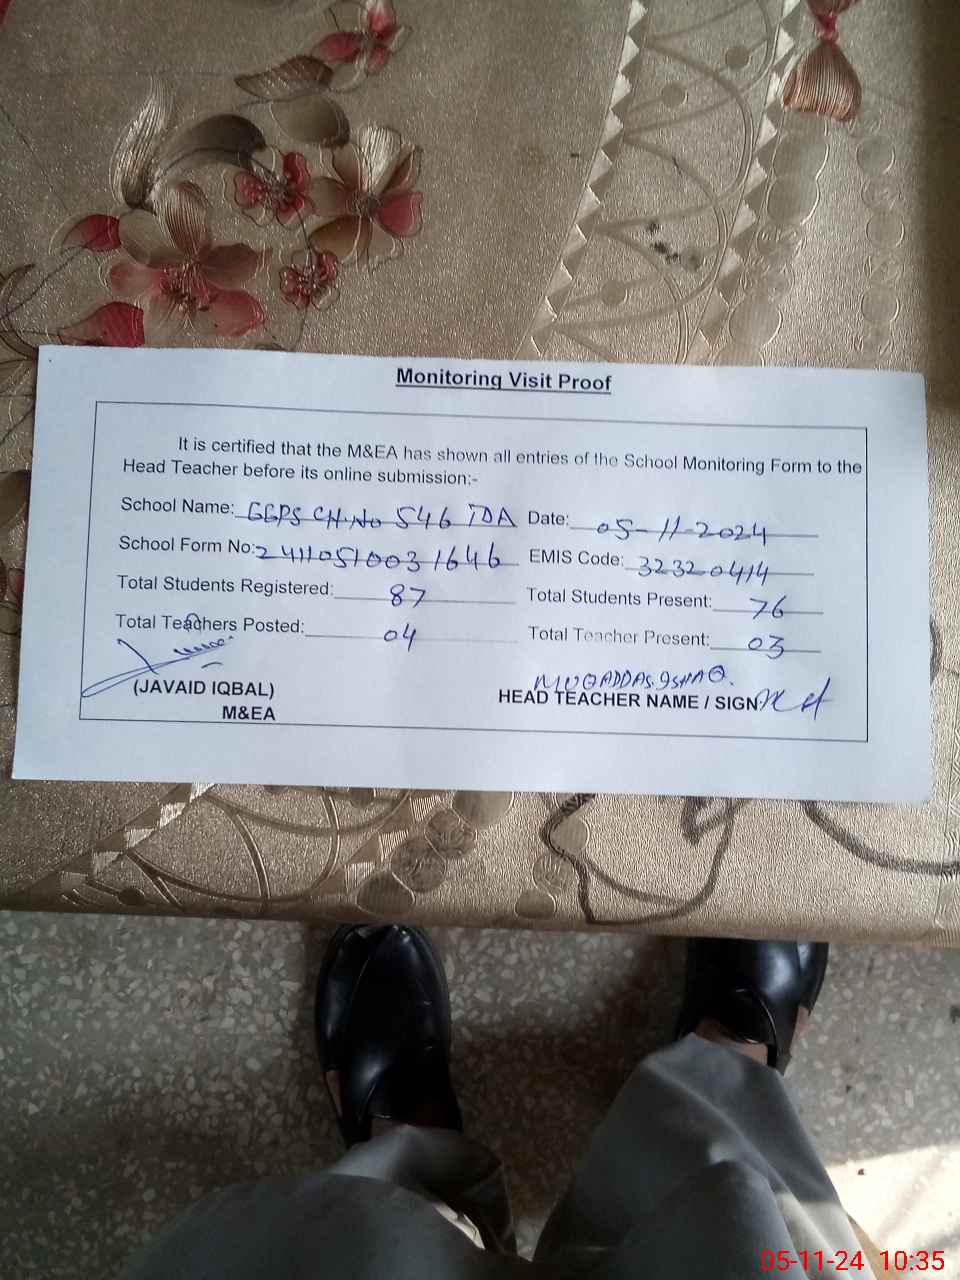 Monitoring Visit Proof
It is certified that the M&EA has shown all entries of the School Monitoring Form to the
Head Teacher before its online submission:-
School Name: GGPS CH.No 546 TDA Date: 05-11-2024
School Form No: 2411051003 1646 EMIS Code: 32320414
Total Students Registered: 87 Total Students Present: 76
Total Teachers Posted: 04 Total Teacher Present: 03
MUQADDAS ISHAQ.
(JAVAID IQBAL) HEAD TEACHER NAME / SIGN
M&EA
05-11-24 10:35